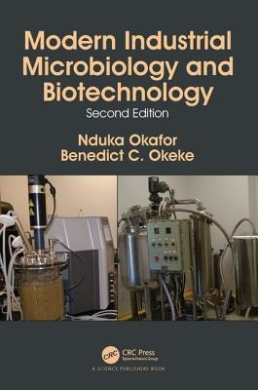 Modern Industrial
Microbiology and
Biotechnology
Second Edition
Nduka Okafor
Benedict C. Okeke
CRC
CRC Press
Taylor & Francis Group
A SCIENCE PUBLISHERS BOOK